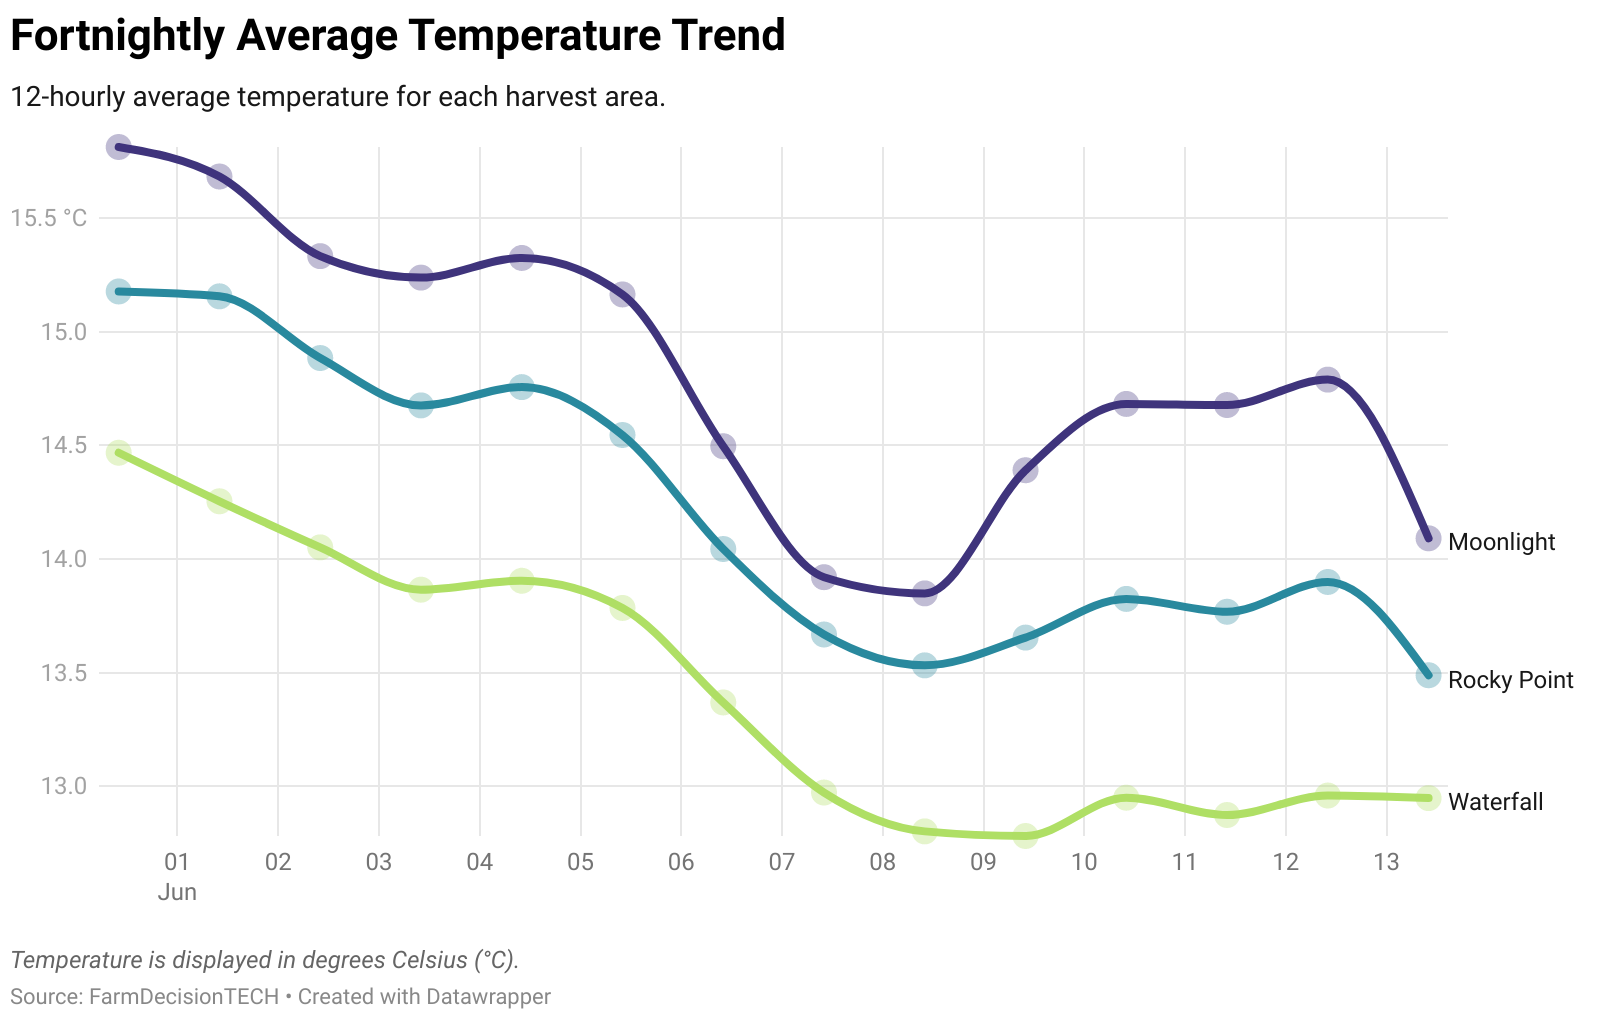 Fortnightly Average Temperature Trend
12-hourly average temperature for each harvest area.
15.5 °C
15.0
14.5
14.0
13.5
13.0
Moonlight
Rocky Point
Waterfall
01 02 03 04 05 06 07 08 09 10 11 12 13
Jun
Temperature is displayed in degrees Celsius (°C).
Source: FarmDecisionTECH • Created with Datawrapper